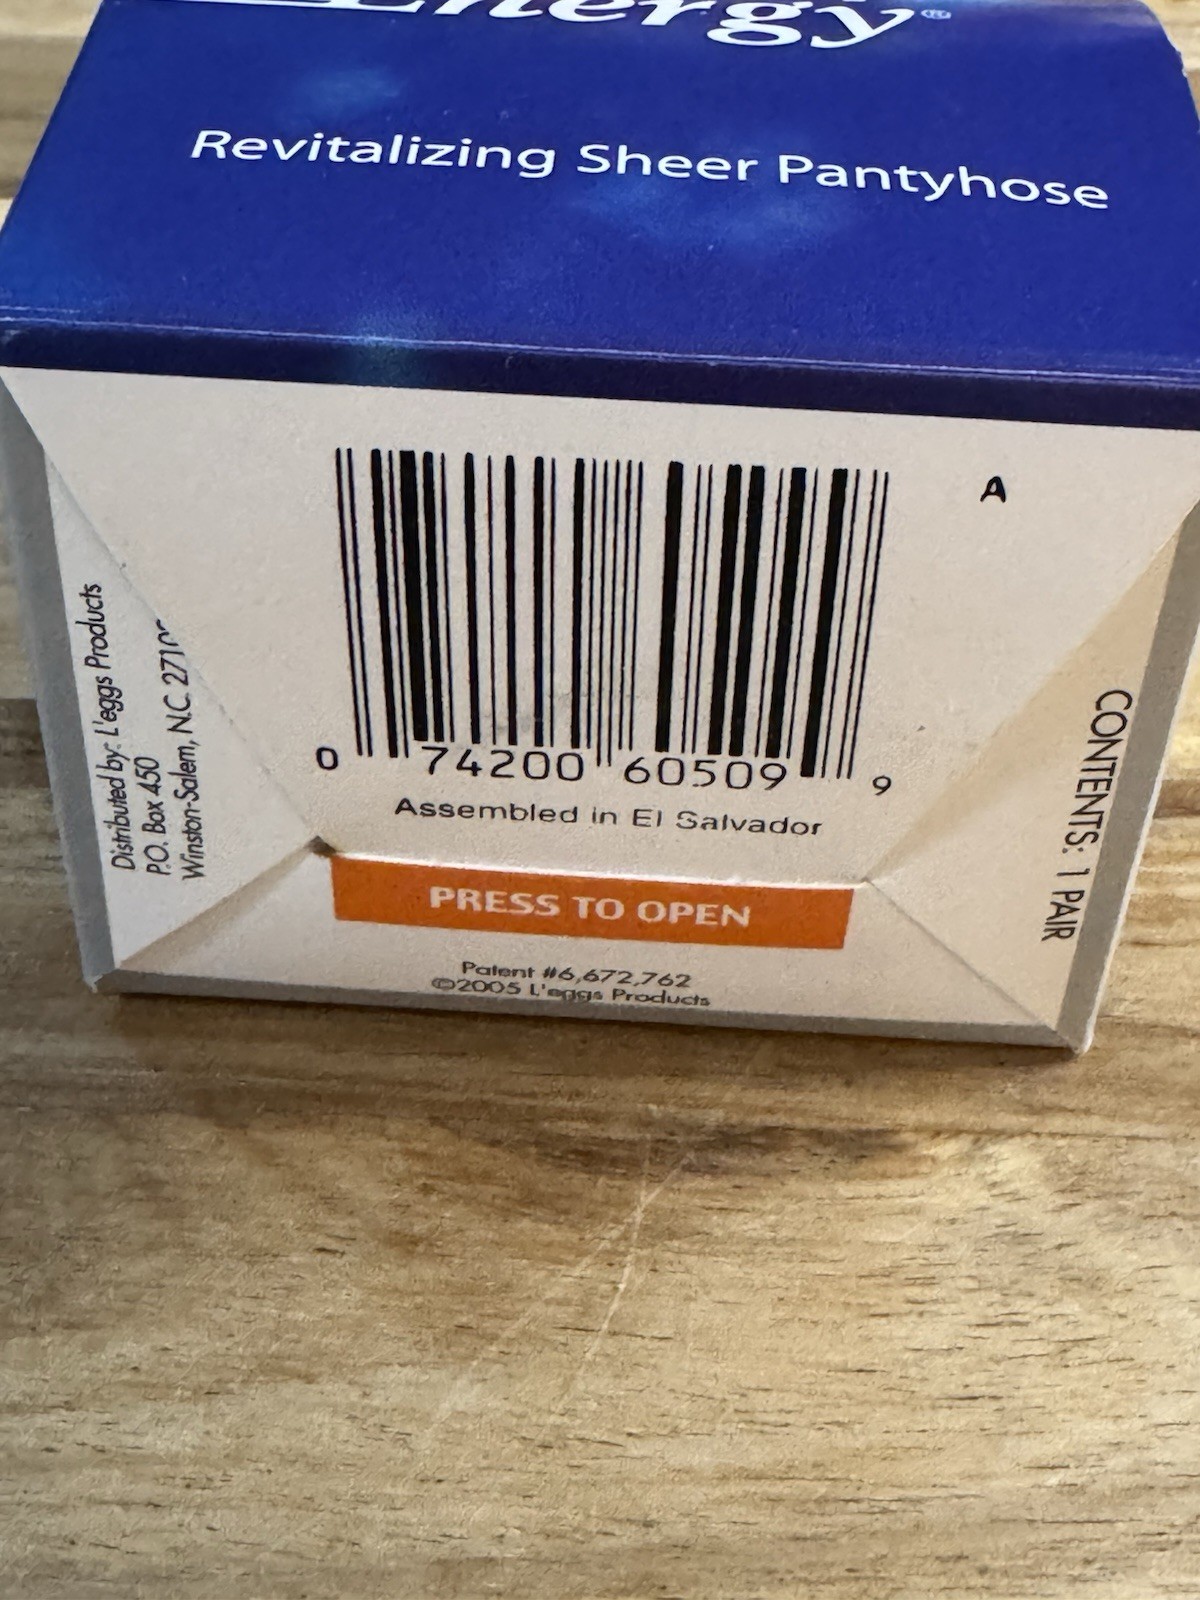 Energy®
Revitalizing Sheer Pantyhose
A
0 74200 60509 9
Assembled in El Salvador
Distributed by: L'eggs Products
P.O. Box 450
Winston-Salem, N.C.
CONTENTS: 1 PAIR
PRESS TO OPEN
Patent #6,672,762
©2005 L'eggs Products